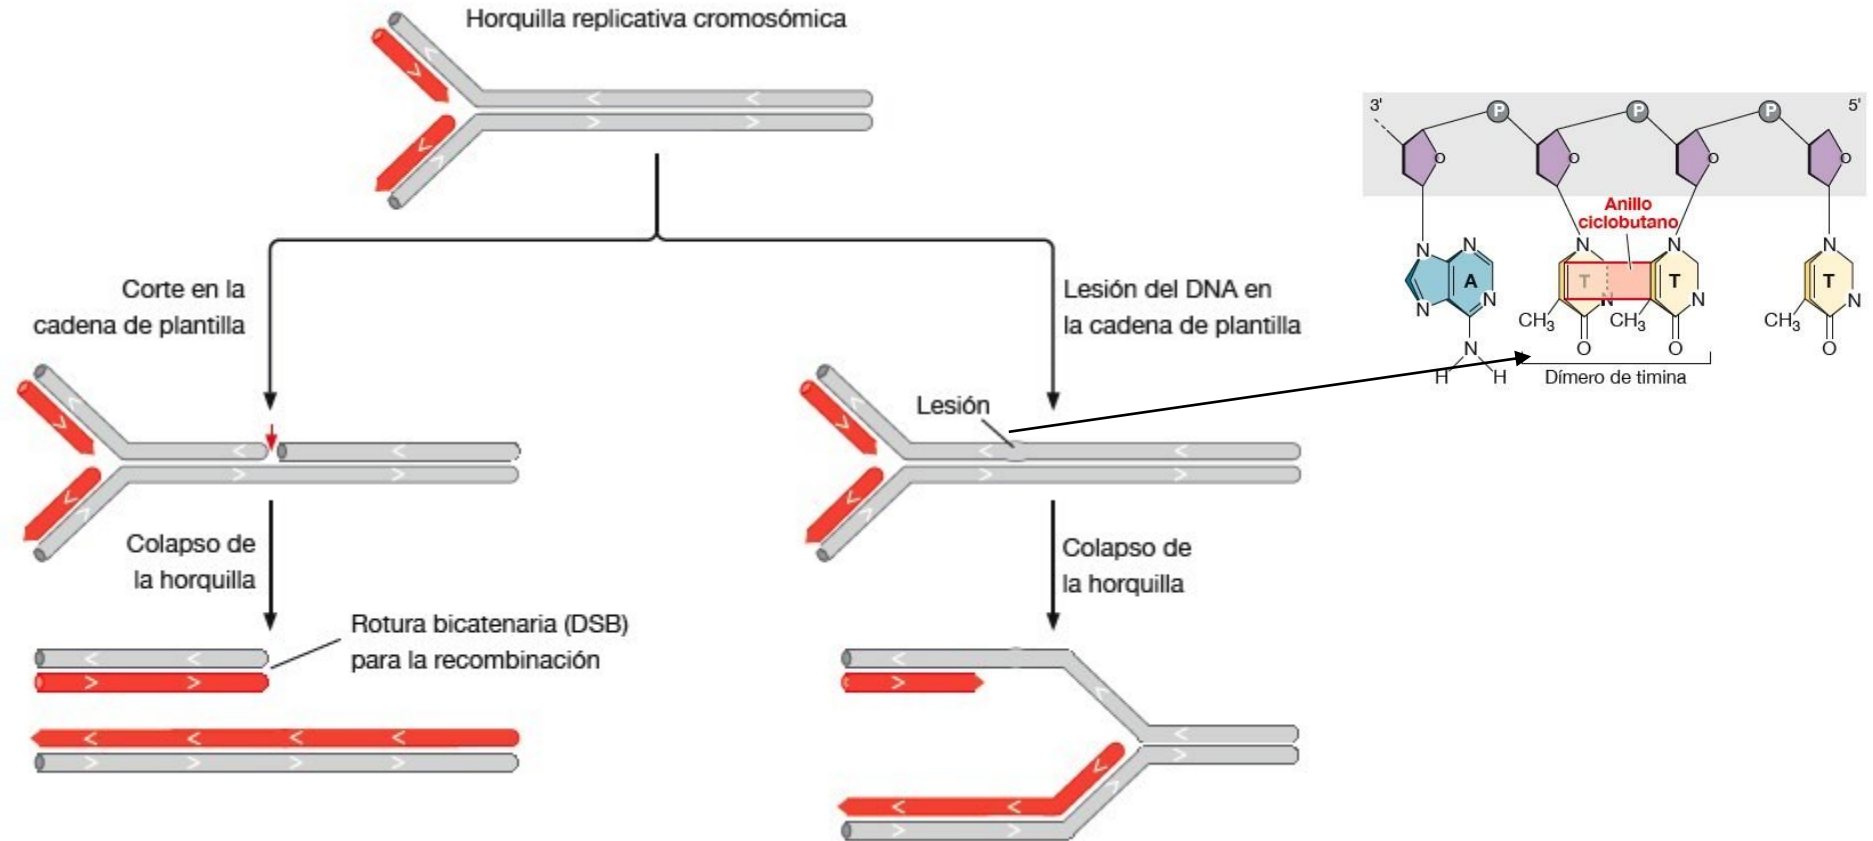 Horquilla replicativa cromosómica
Corte en la
cadena de plantilla
Lesión del DNA en
la cadena de plantilla
Lesión
Colapso de
la horquilla
Colapso de
la horquilla
Rotura bicatenaria (DSB)
para la recombinación
3' P P P 5'
O O O O
Anillo
ciclobutano
N N N N N
A T T T
N N N N N
CH3 CH3 CH3
O O O
N
H H
Dímero de timina